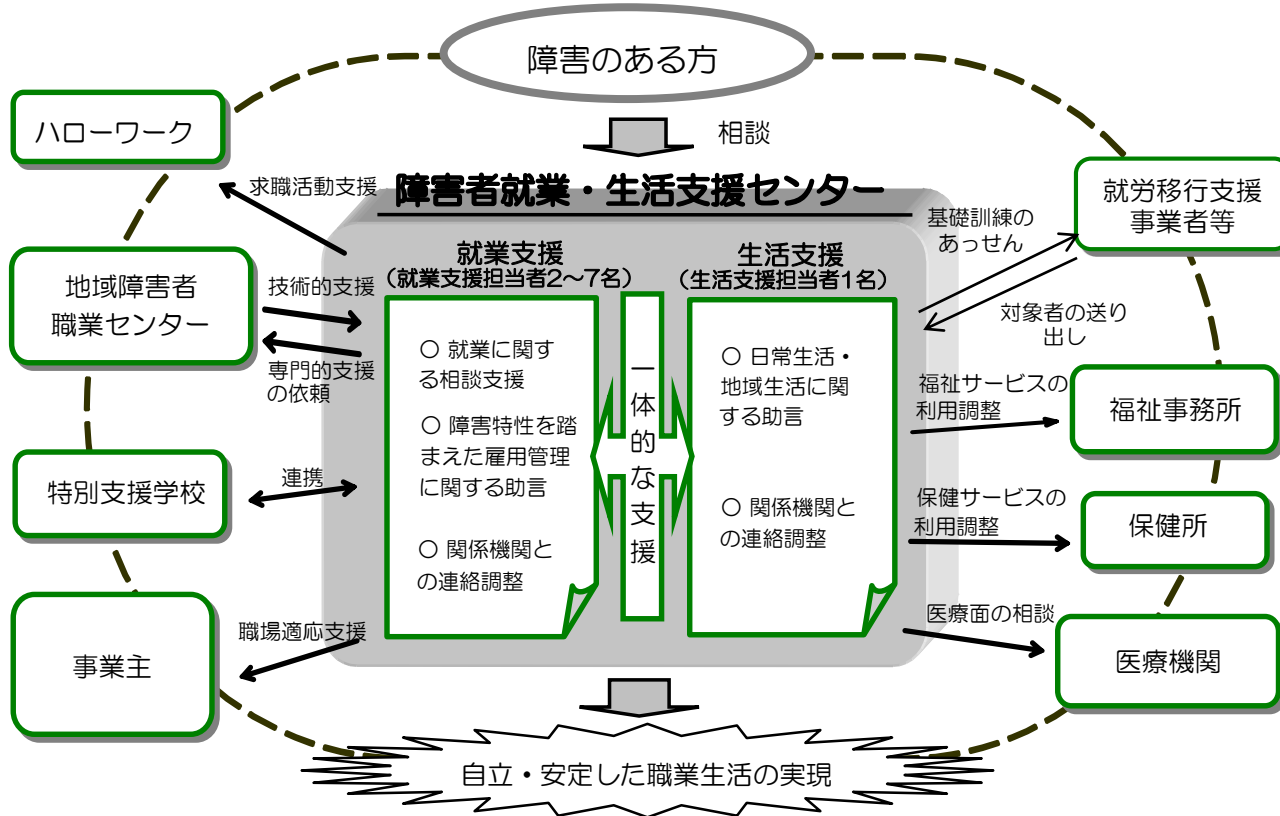 障害のある方
相談
ハローワーク
求職活動支援
障害者就業・生活支援センター
就労移行支援
事業者等
基礎訓練の
あっせん
対象者の送り
出し
地域障害者
職業センター
技術的支援
専門的支援
の依頼
就業支援
(就業支援担当者2〜7名)
○ 就業に関す
る相談支援
○ 障害特性を踏
まえた雇用管理
に関する助言
○ 関係機関と
の連絡調整
一体的な支援
生活支援
(生活支援担当者1名)
○ 日常生活・
地域生活に関
する助言
○ 関係機関と
の連絡調整
福祉サービスの
利用調整
福祉事務所
特別支援学校
連携
保健サービスの
利用調整
保健所
事業主
職場適応支援
医療面の相談
医療機関
自立・安定した職業生活の実現